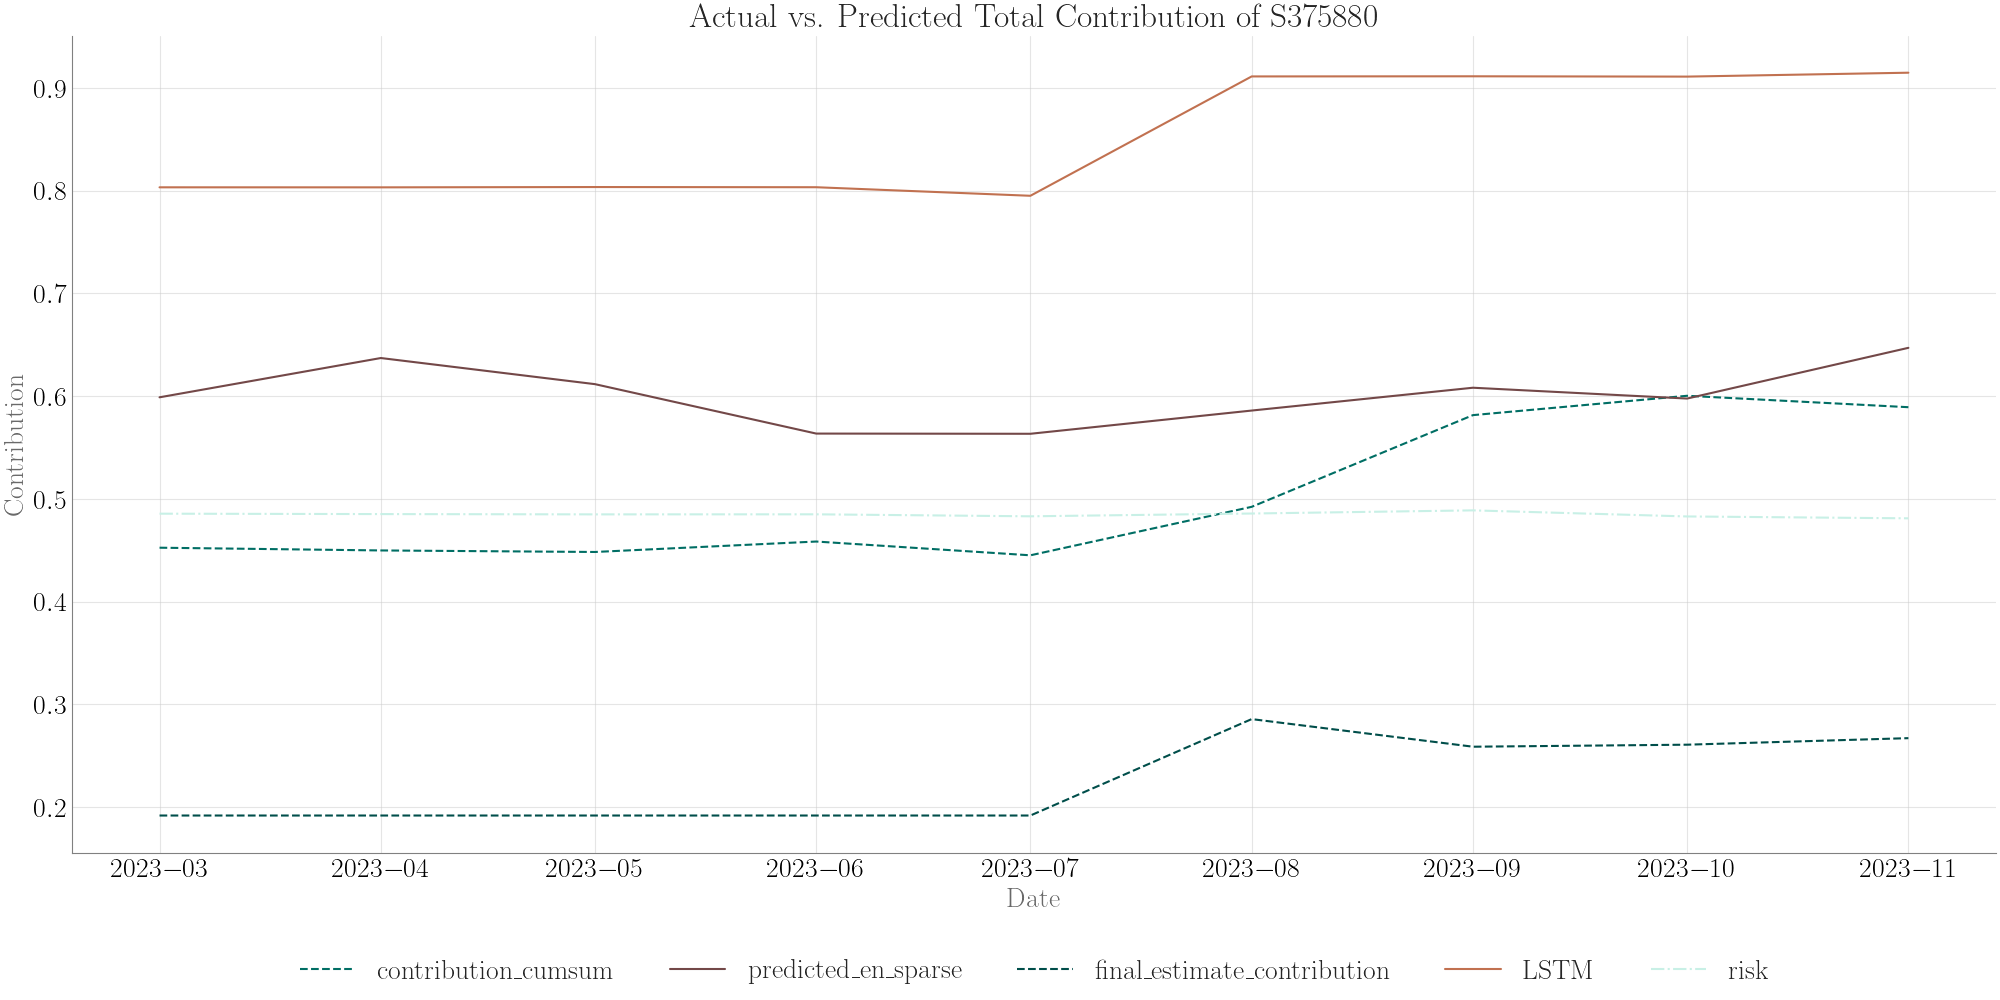 Actual vs. Predicted Total Contribution of S375880
Contribution
0.9
0.8
0.7
0.6
0.5
0.4
0.3
0.2
2023–03 2023–04 2023–05 2023–06 2023–07 2023–08 2023–09 2023–10 2023–11
Date
contribution_cumsum predicted_en_sparse final_estimate_contribution LSTM risk